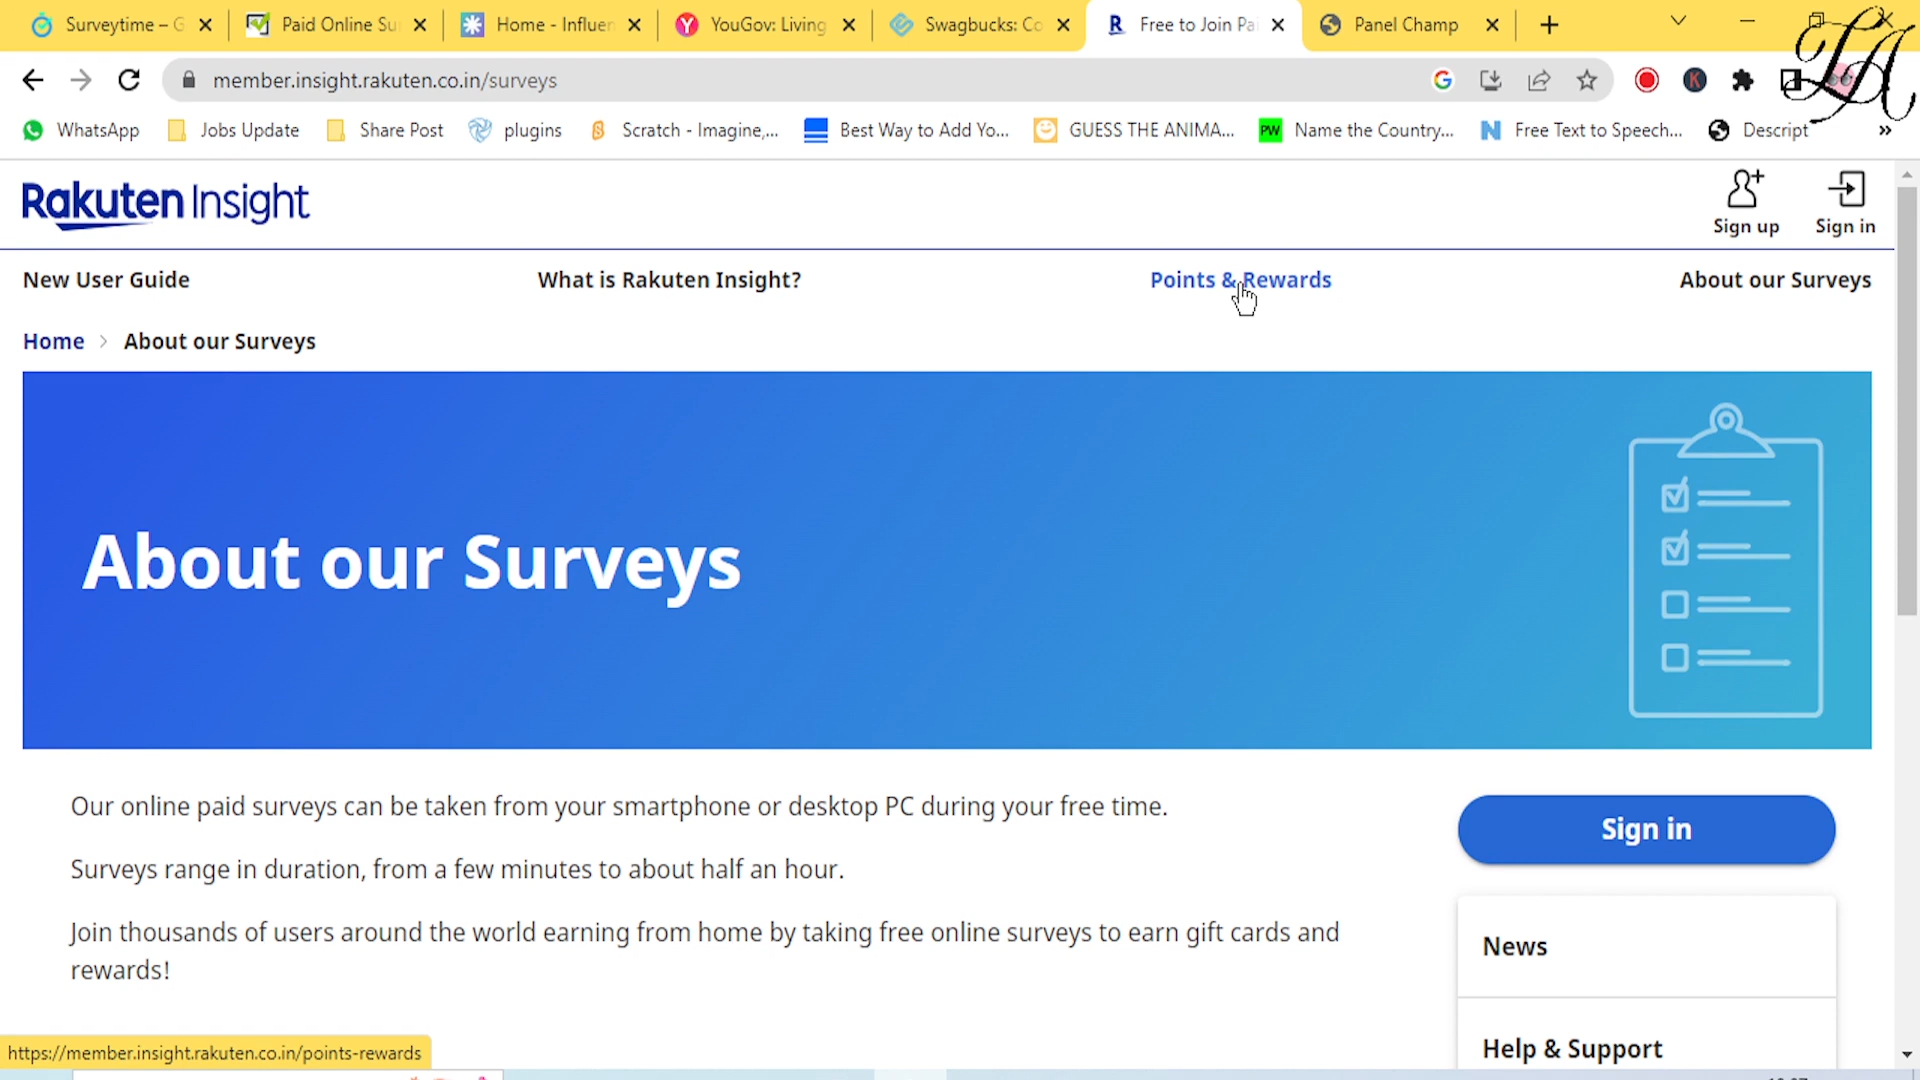 Surveytime – G
Paid Online Su
Home - Influen
YouGov: Living
Swagbucks: Co
Free to Join Pai
Panel Champ
member.insight.rakuten.co.in/surveys
WhatsApp
Jobs Update
Share Post
plugins
Scratch - Imagine,...
Best Way to Add Yo...
GUESS THE ANIMA...
PW Name the Country...
Free Text to Speech...
Descript
»
LA
Rakuten Insight
Sign up
Sign in
New User Guide
What is Rakuten Insight?
Points & Rewards
About our Surveys
Home > About our Surveys
About our Surveys
Our online paid surveys can be taken from your smartphone or desktop PC during your free time.
Surveys range in duration, from a few minutes to about half an hour.
Join thousands of users around the world earning from home by taking free online surveys to earn gift cards and
rewards!
Sign in
News
Help & Support
https://member.insight.rakuten.co.in/points-rewards